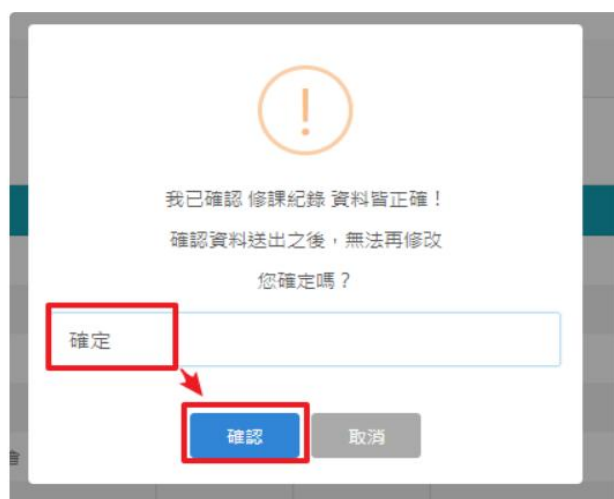 我已確認 修課紀錄 資料皆正確！
確認資料送出之後，無法再修改
您確定嗎？
確定
確認
取消